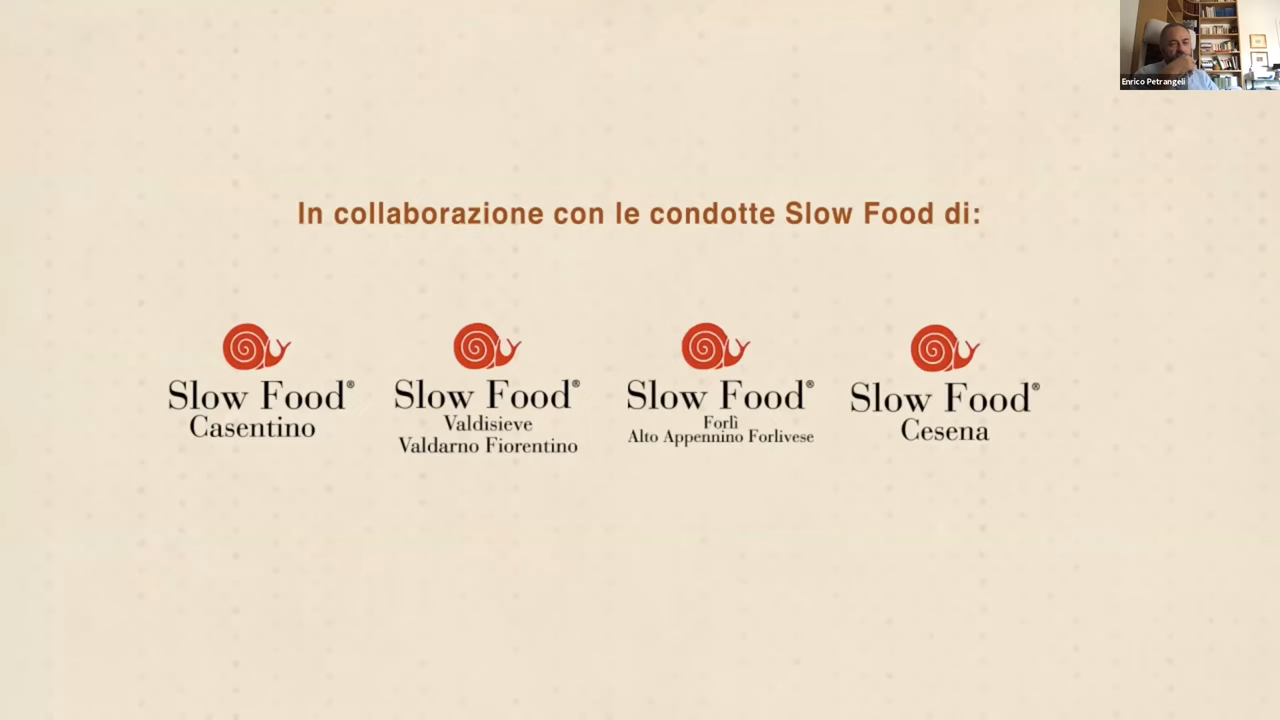 Enrico Petrangeli
In collaborazione con le condotte Slow Food di:
Slow Food®
Casentino
Slow Food®
Valdisieve
Valdarno Fiorentino
Slow Food®
Forlì
Alto Appennino Forlivese
Slow Food®
Cesena